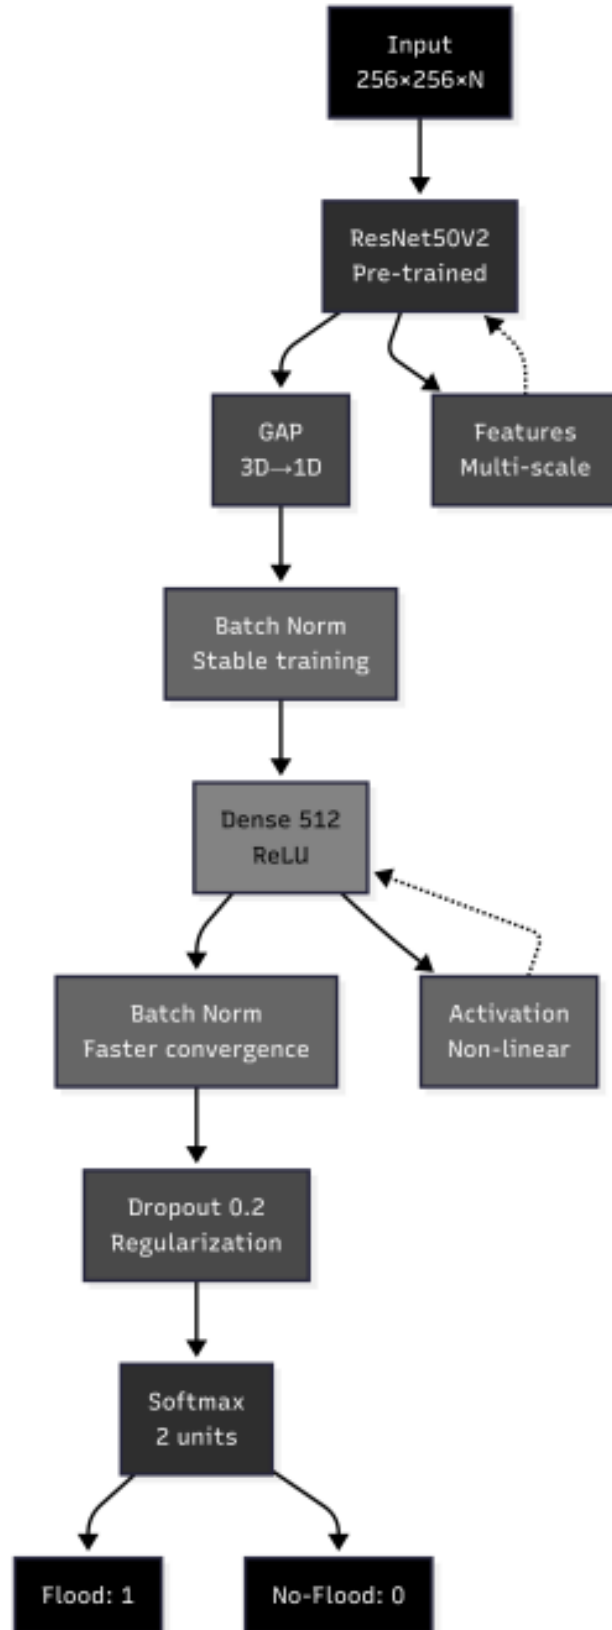 Input
256×256×N
ResNet50V2
Pre-trained
GAP
3D→1D
Features
Multi-scale
Batch Norm
Stable training
Dense 512
ReLU
Batch Norm
Faster convergence
Activation
Non-linear
Dropout 0.2
Regularization
Softmax
2 units
Flood: 1
No-Flood: 0